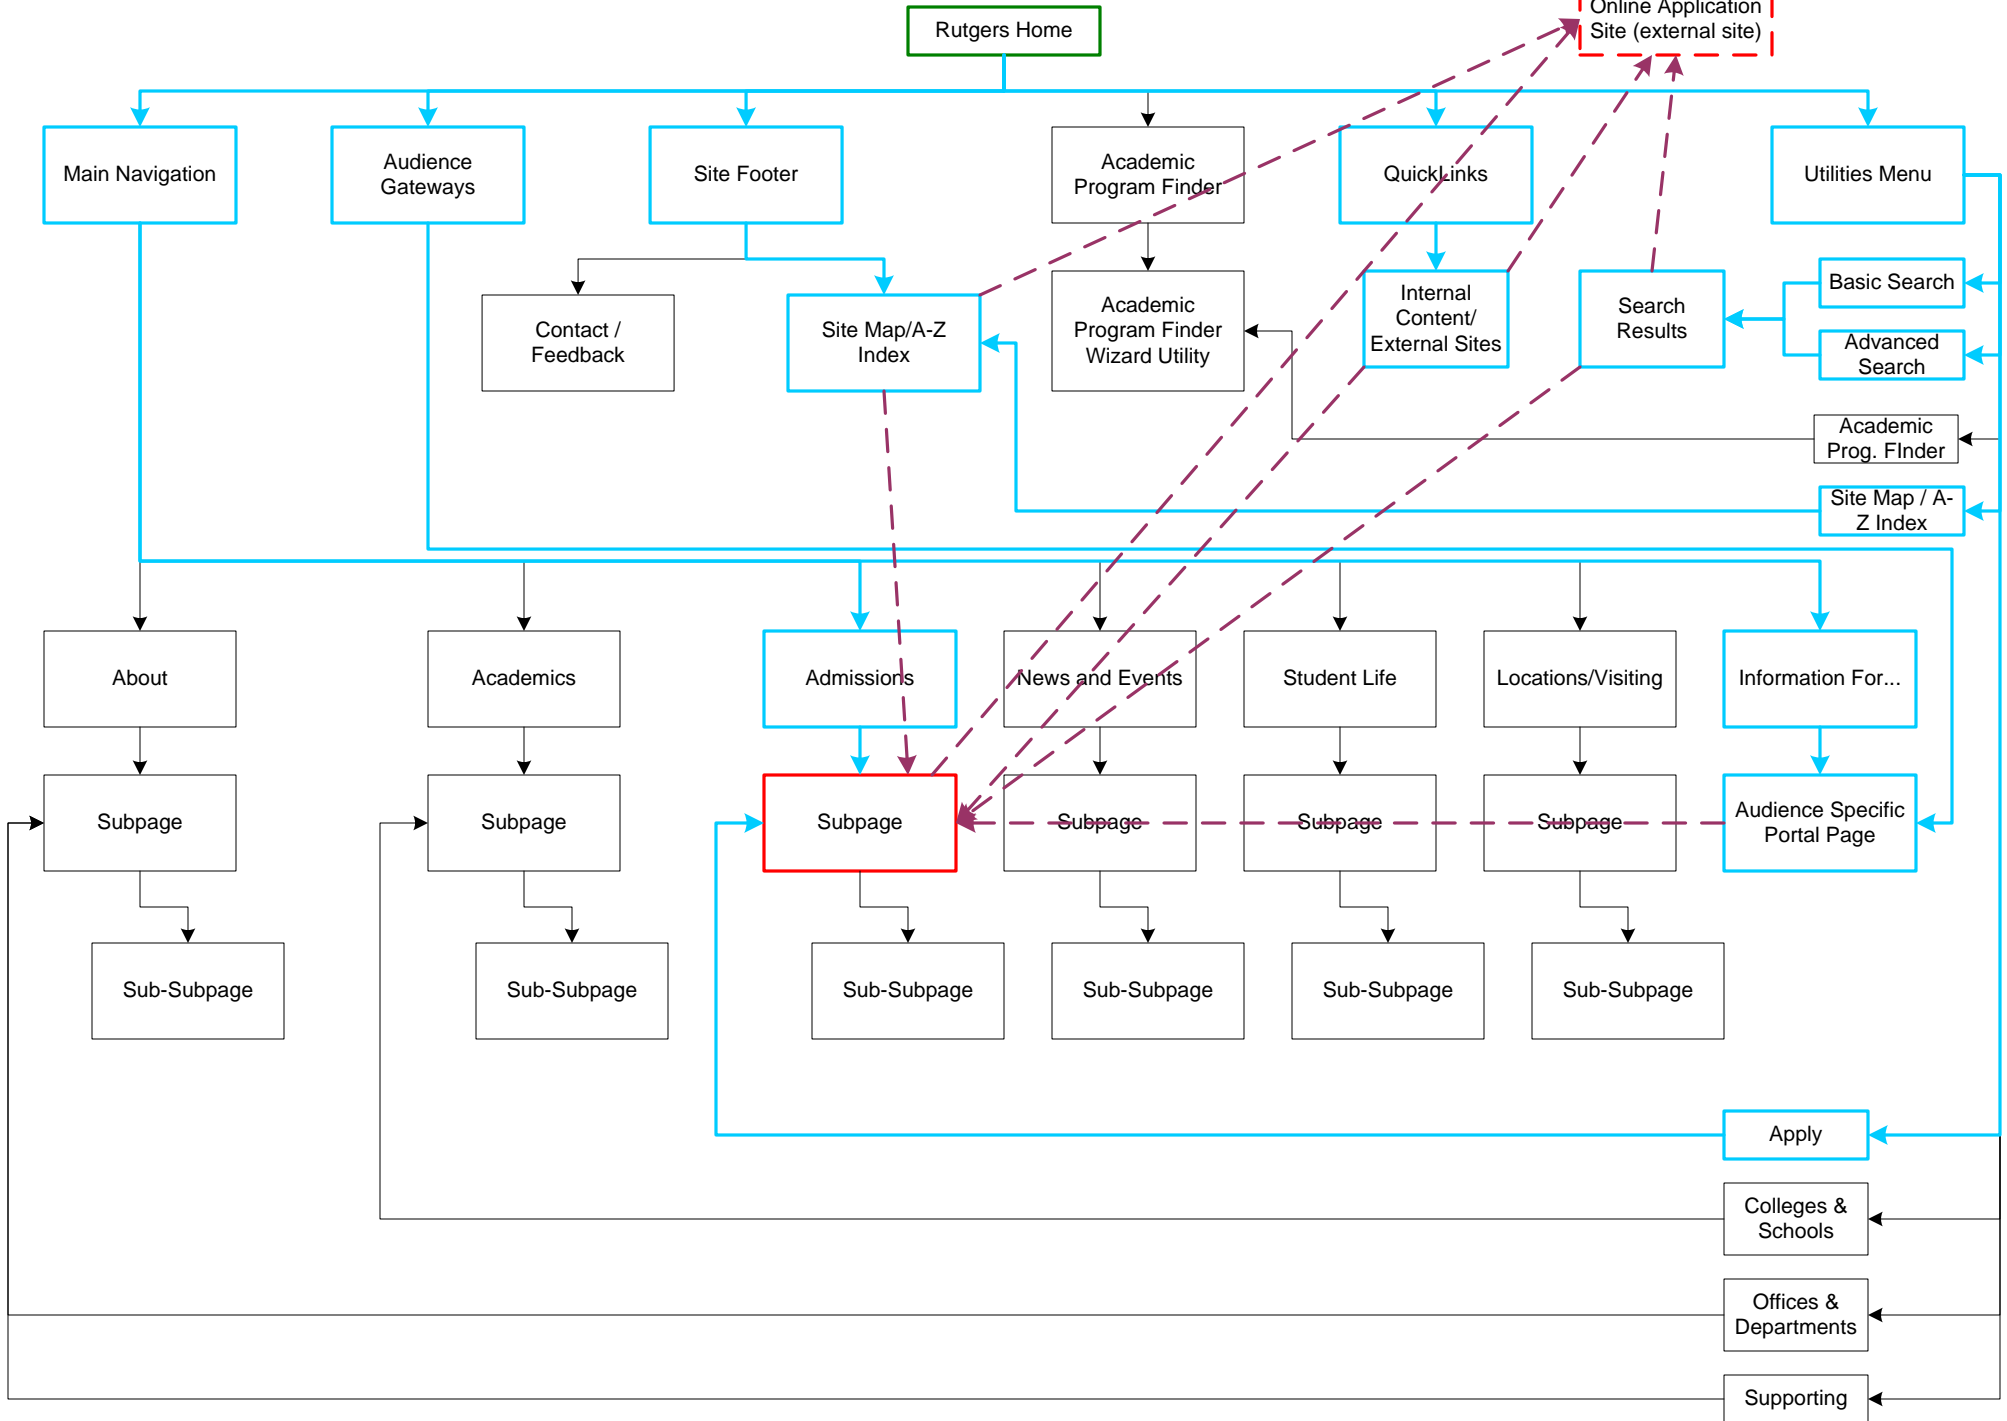 Online Application
Site (external site)
Rutgers Home
Main Navigation
Audience
Gateways
Site Footer
Academic
Program Finder
QuickLinks
Utilities Menu
Contact /
Feedback
Site Map/A-Z
Index
Academic
Program Finder
Wizard Utility
Internal
Content/
External Sites
Search
Results
Basic Search
Advanced
Search
Academic
Prog. FInder
Site Map / A-
Z Index
About
Academics
Admissions
News and Events
Student Life
Locations/Visiting
Information For...
Subpage
Subpage
Subpage
Subpage
Subpage
Subpage
Audience Specific
Portal Page
Sub-Subpage
Sub-Subpage
Sub-Subpage
Sub-Subpage
Sub-Subpage
Sub-Subpage
Apply
Colleges &
Schools
Offices &
Departments
Supporting